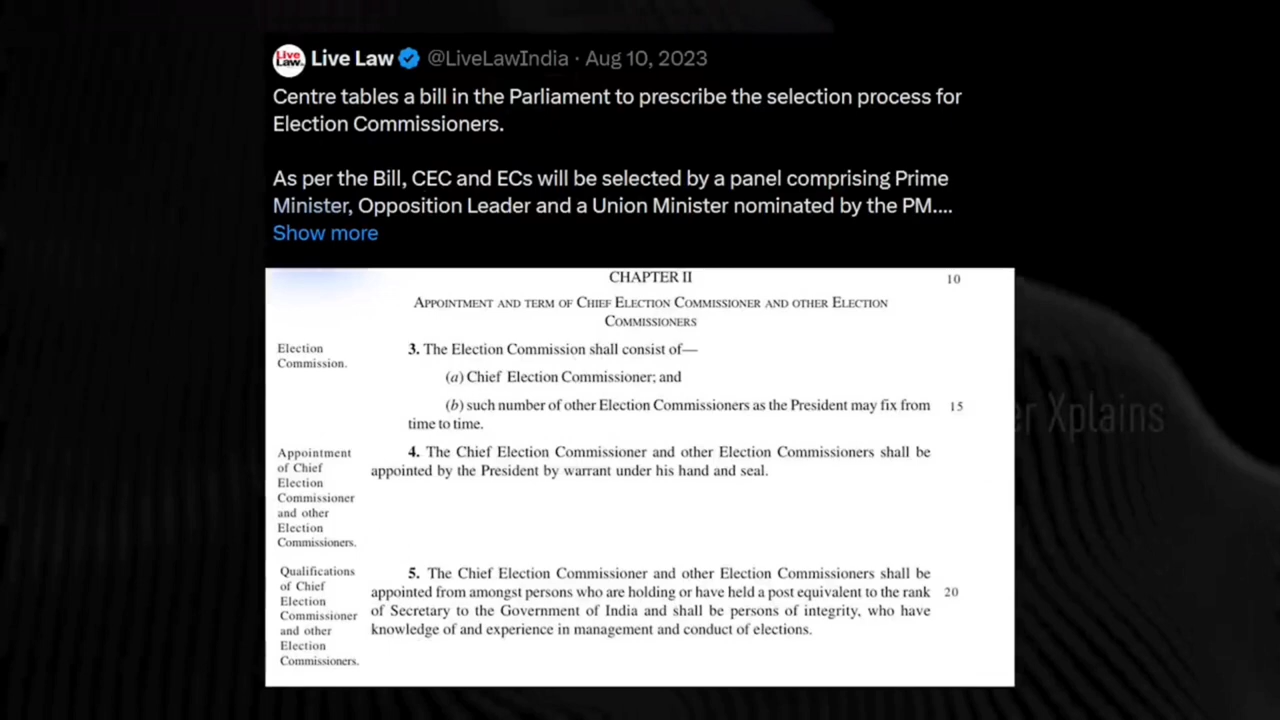 Live Law @LiveLawIndia · Aug 10, 2023
Live
Law.
Centre tables a bill in the Parliament to prescribe the selection process for
Election Commissioners.
As per the Bill, CEC and ECs will be selected by a panel comprising Prime
Minister, Opposition Leader and a Union Minister nominated by the PM....
Show more
CHAPTER II 10
APPOINTMENT AND TERM OF CHIEF ELECTION COMMISSIONER AND OTHER ELECTION
COMMISSIONERS
Election
Commission.
3. The Election Commission shall consist of—
(a) Chief Election Commissioner; and
(b) such number of other Election Commissioners as the President may fix from 15
time to time.
Appointment
of Chief
Election
Commissioner
and other
Election
Commissioners.
4. The Chief Election Commissioner and other Election Commissioners shall be
appointed by the President by warrant under his hand and seal.
Qualifications
of Chief
Election
Commissioner
and other
Election
Commissioners.
5. The Chief Election Commissioner and other Election Commissioners shall be
appointed from amongst persons who are holding or have held a post equivalent to the rank 20
of Secretary to the Government of India and shall be persons of integrity, who have
knowledge of and experience in management and conduct of elections.
Xplains